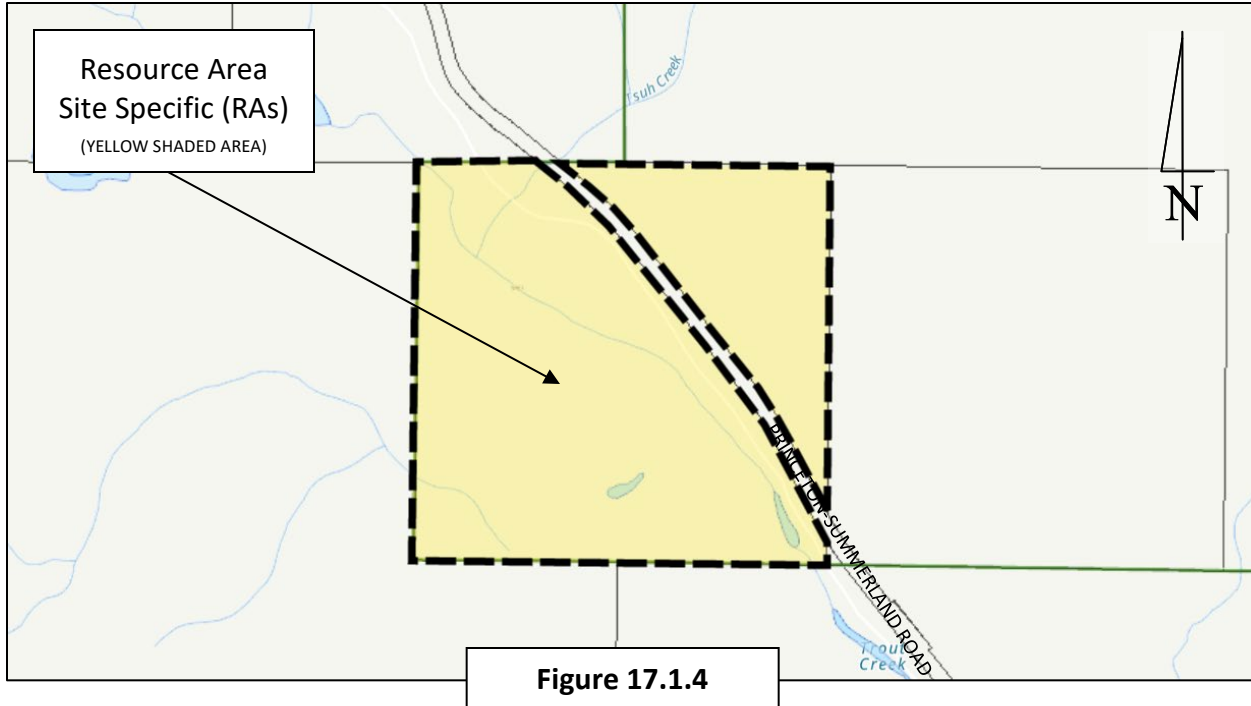 Resource Area
Site Specific (RAs)
(YELLOW SHADED AREA)
Tsuh Creek
N
PRINCETON-SUMMERLAND ROAD
Trout
Creek
Figure 17.1.4